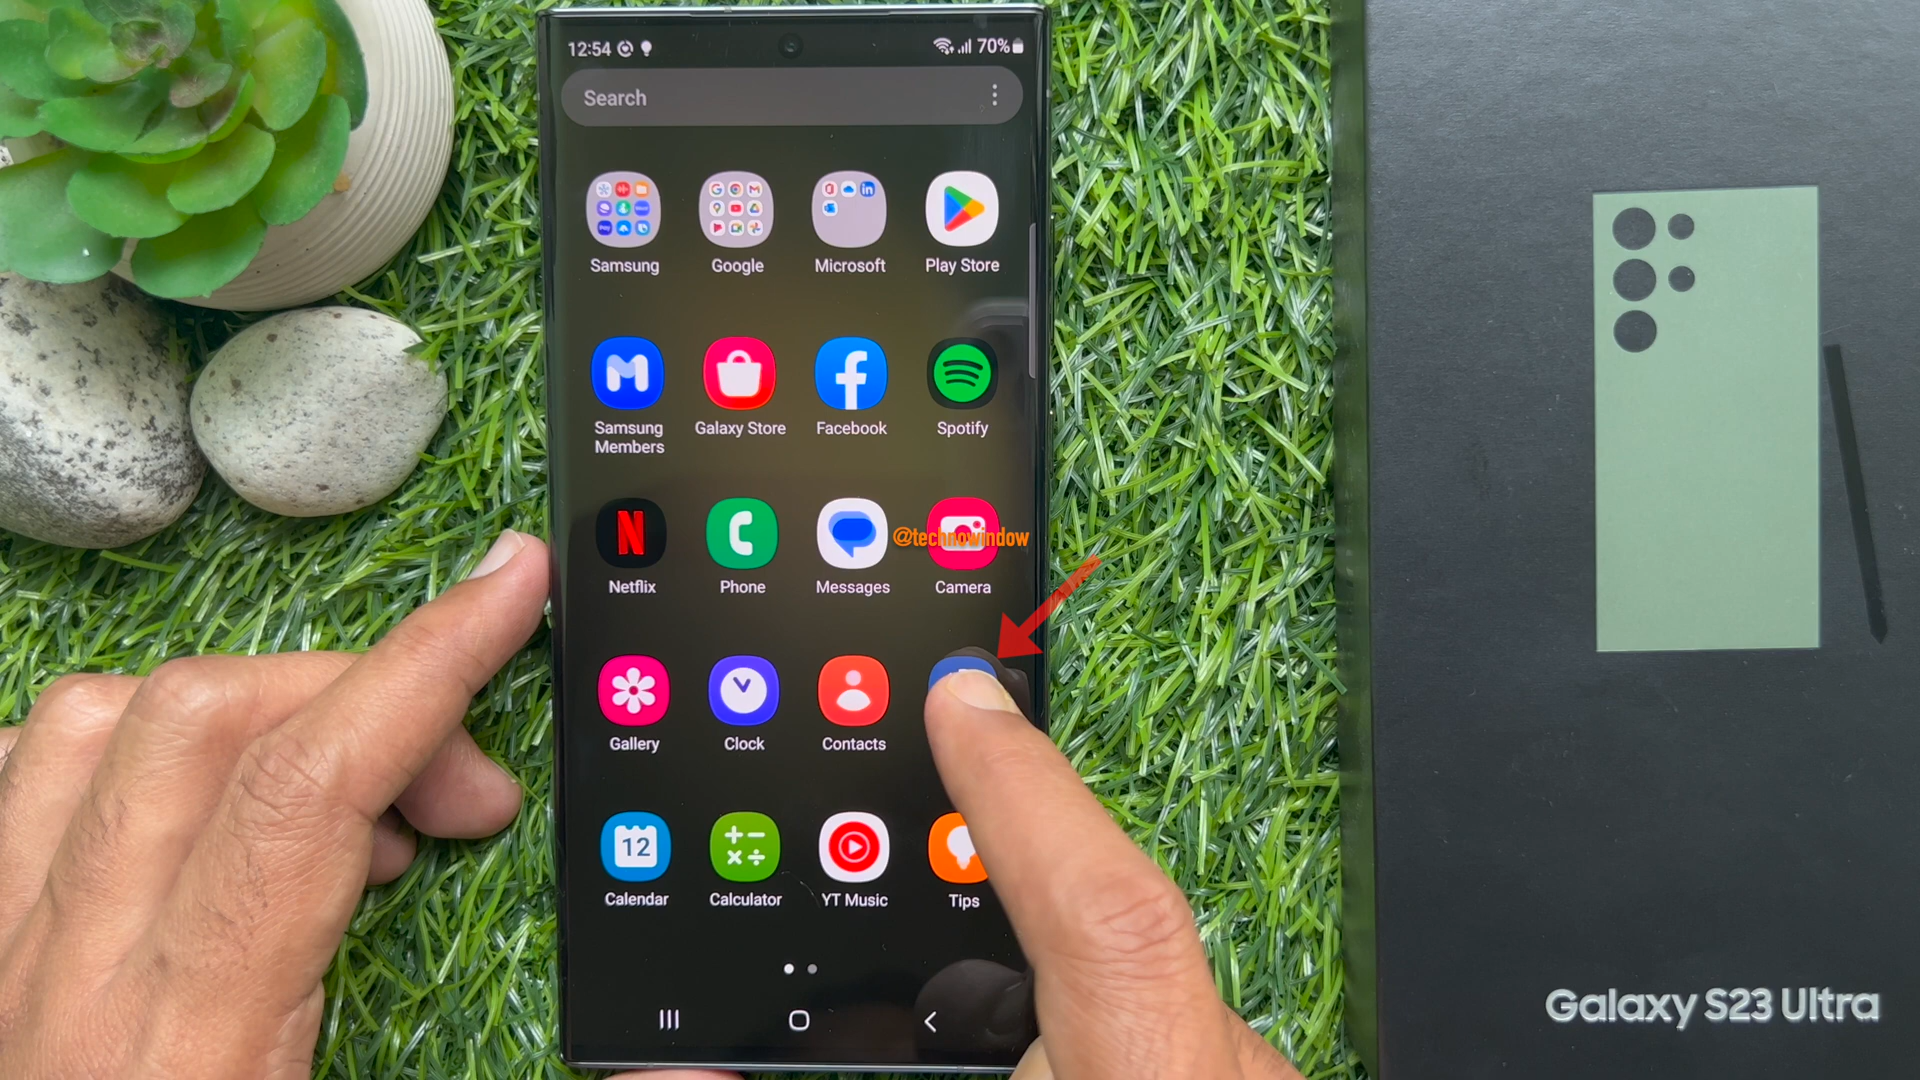 12:54
70%
Search
Samsung
Google
Microsoft
Play Store
Samsung
Members
Galaxy Store
Facebook
Spotify
Netflix
Phone
Messages
Camera
@technowindow
Gallery
Clock
Contacts
12
Calendar
Calculator
YT Music
Tips
Galaxy S23 Ultra